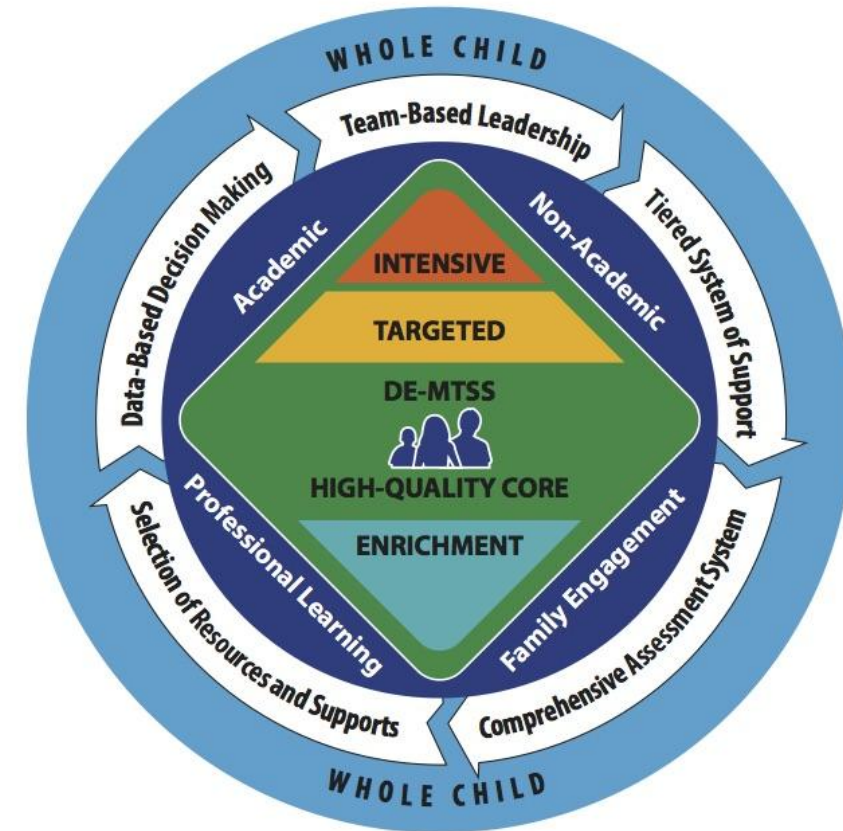 WHOLE CHILD
Team-Based Leadership
Tiered System of Support
Comprehensive Assessment System
Selection of Resources and Supports
Data-Based Decision Making
Academic
Non-Academic
Family Engagement
Professional Learning
INTENSIVE
TARGETED
DE-MTSS
HIGH-QUALITY CORE
ENRICHMENT
WHOLE CHILD